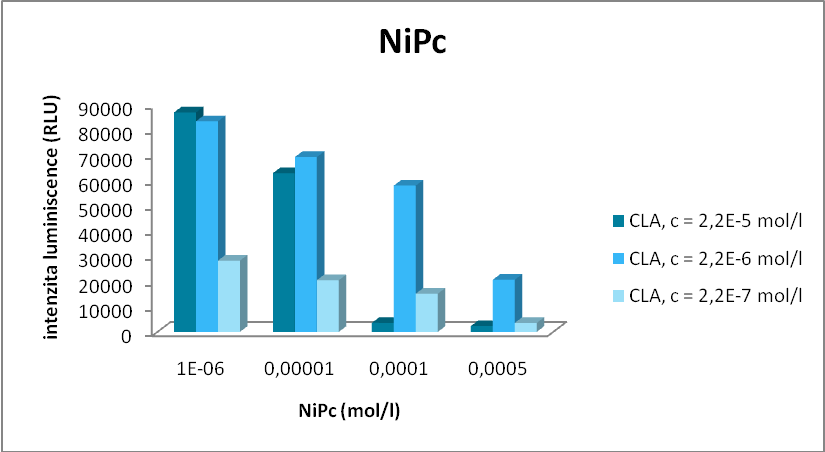 NiPc
intenzita luminiscence (RLU)
90000
80000
70000
60000
50000
40000
30000
20000
10000
0
1E-06 0,00001 0,0001 0,0005
NiPc (mol/l)
CLA, c = 2,2E-5 mol/l
CLA, c = 2,2E-6 mol/l
CLA, c = 2,2E-7 mol/l